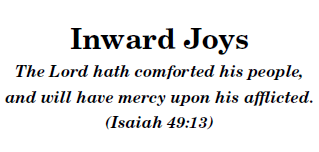 Inward Joys
The Lord hath comforted his people,
and will have mercy upon his afflicted.
(Isaiah 49:13)